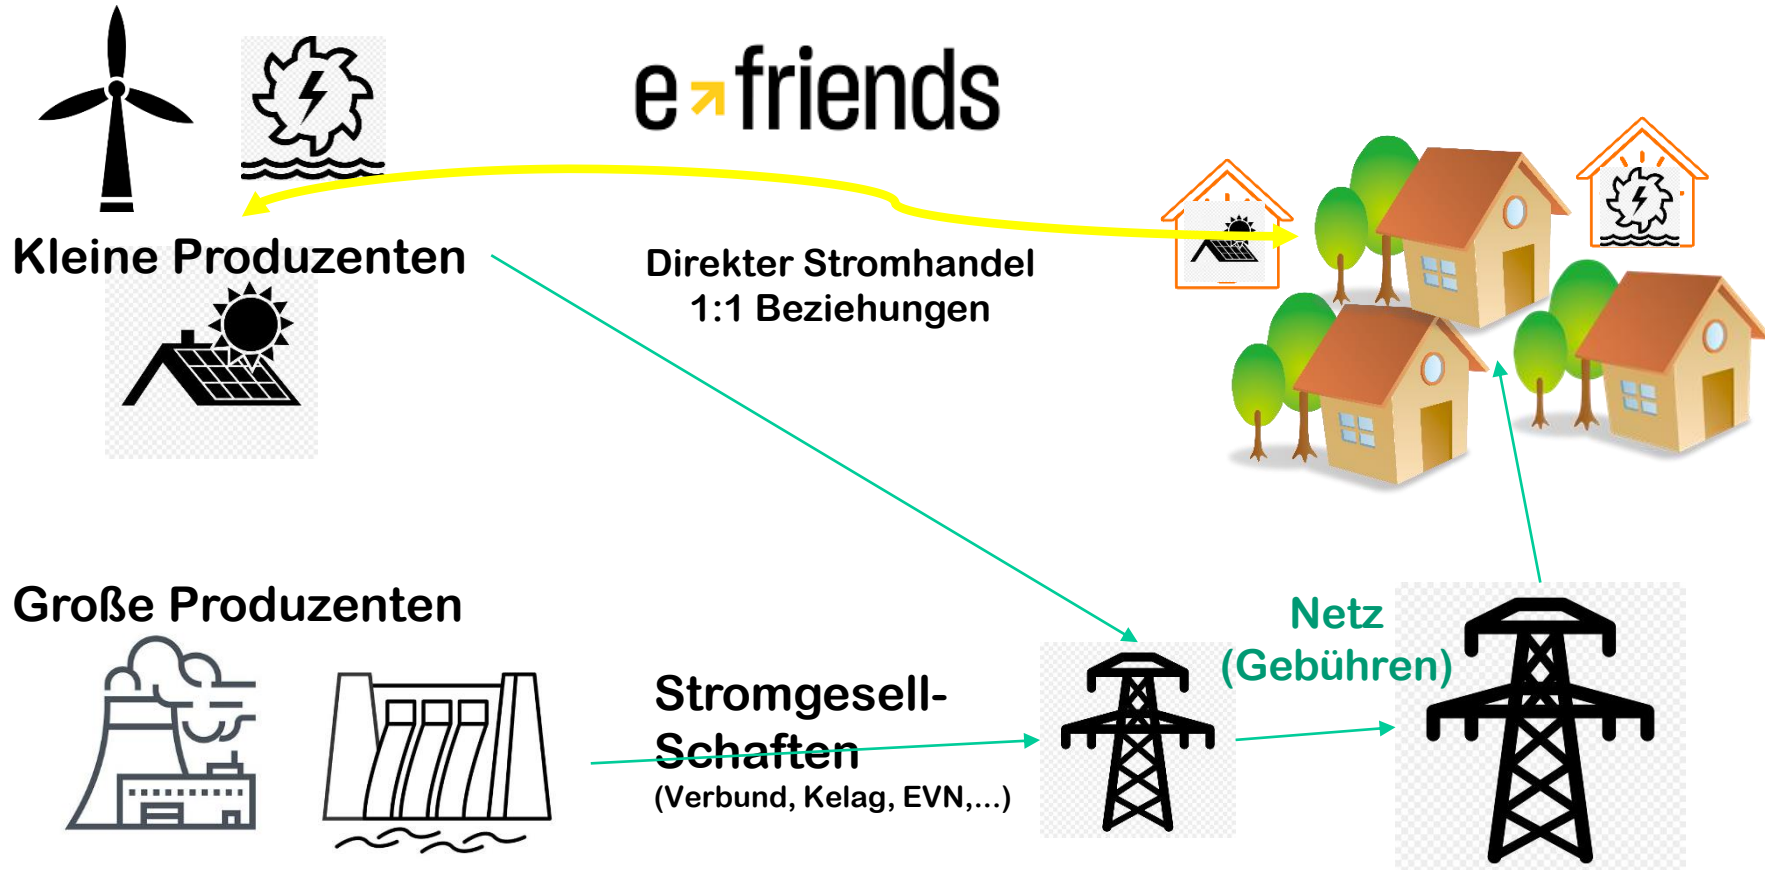 e friends
Kleine Produzenten
Direkter Stromhandel
1:1 Beziehungen
Große Produzenten
Stromgesell-
Schaften
(Verbund, Kelag, EVN,...)
Netz
(Gebühren)